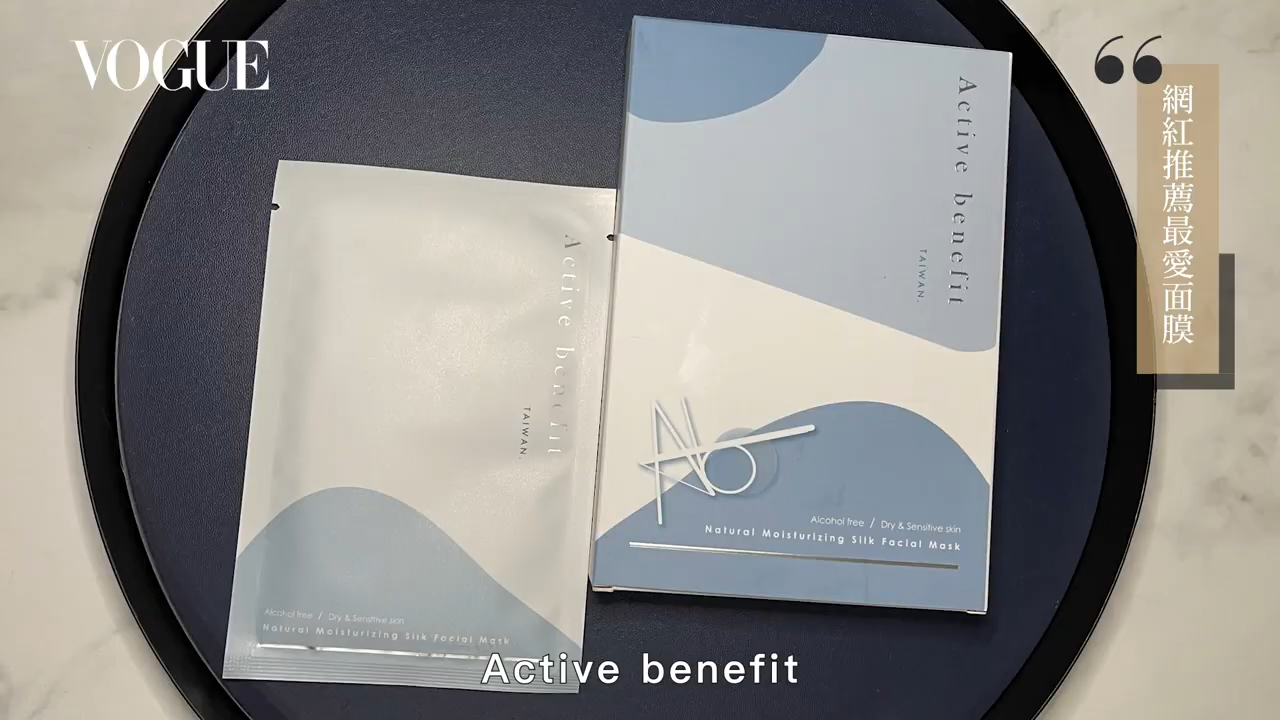 VOGUE
網紅推薦最愛面膜
Active benefit
TAIWAN.
Alcohol free / Dry & Sensitive skin
Natural Moisturizing Silk Facial Mask
Active benefit
TAIWAN.
Alcohol free / Dry & Sensitive skin
Natural Moisturizing Silk Facial Mask
Active benefit